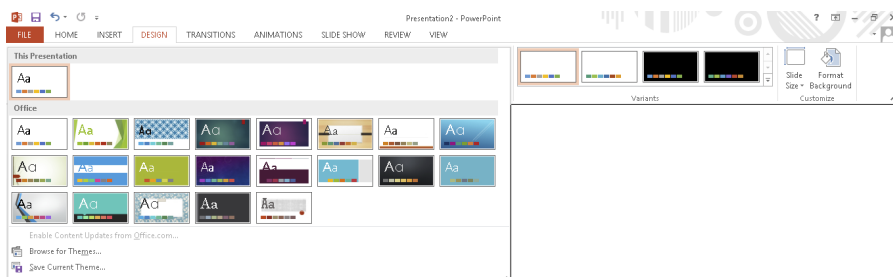 Presentation2 - PowerPoint
FILE HOME INSERT DESIGN TRANSITIONS ANIMATIONS SLIDE SHOW REVIEW VIEW
This Presentation
Aa
Office
Aa Aa Aa Aa Aa Aa Aa Aa
Aa Aa Aa Aa Aa Aa Aa Aa
Aa Aa Aa Aa Aa
Enable Content Updates from Office.com...
Browse for Themes...
Save Current Theme...
Variants
Slide Size
Format Background
Customize